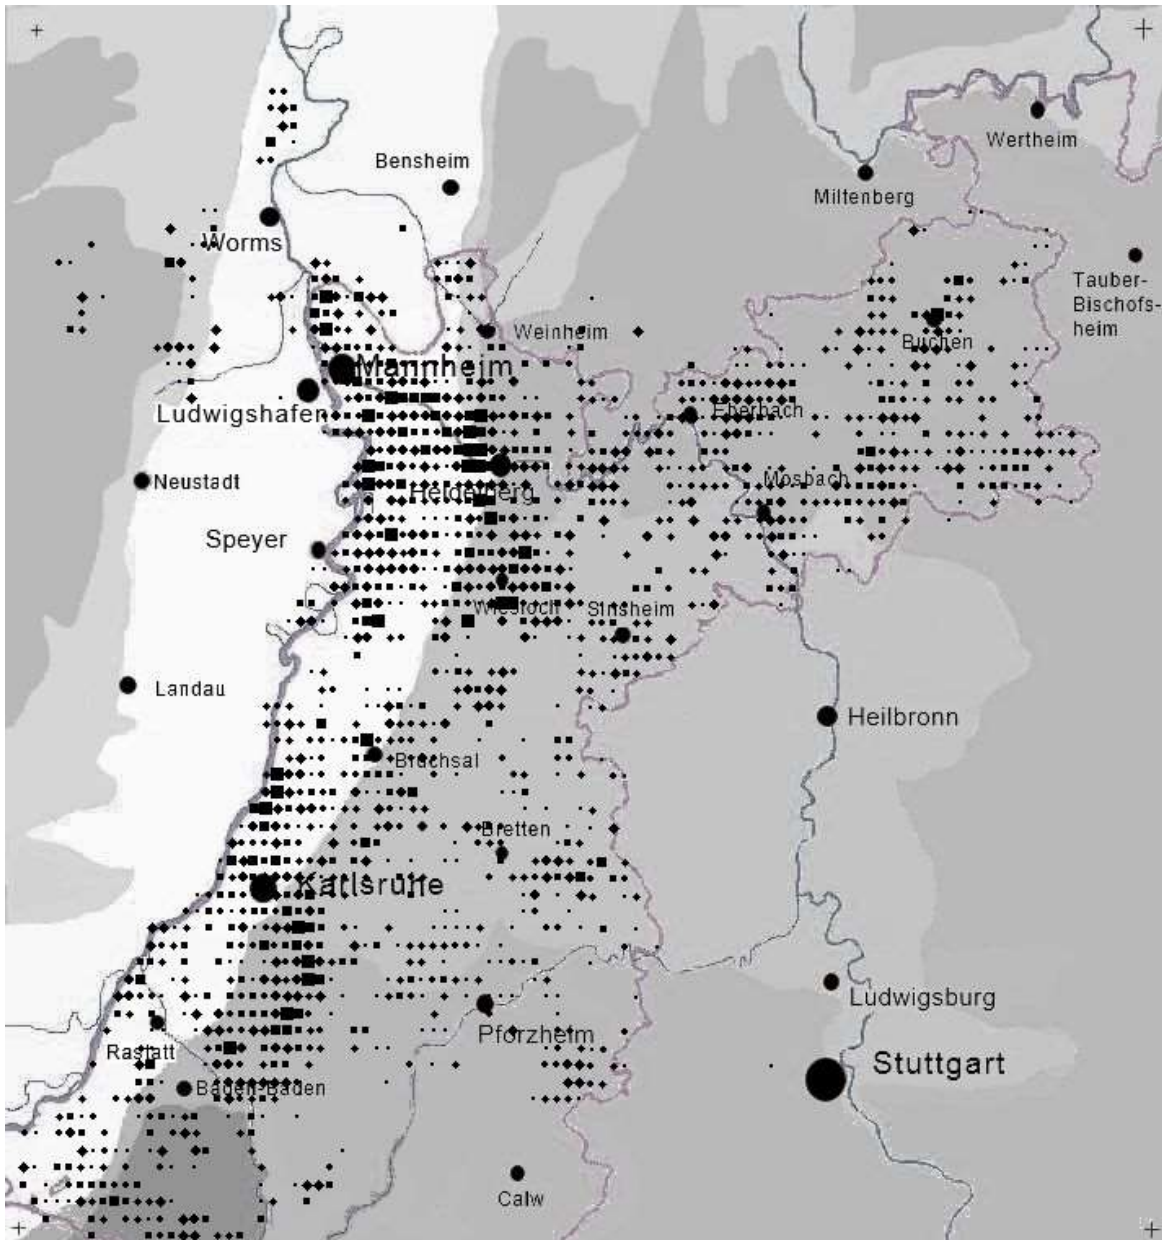 Wertheim
Bensheim
Miltenberg
Worms
Tauber-
Bischofs-
heim
Weinheim
Buchen
Mannheim
Ludwigshafen
Eberbach
Neustadt
Mosbach
Heidelberg
Speyer
Wiesloch
Sinsheim
Landau
Heilbronn
Bruchsal
Bretten
Karlsruhe
Ludwigsburg
Pforzheim
Rastatt
Stuttgart
Baden-Baden
Calw